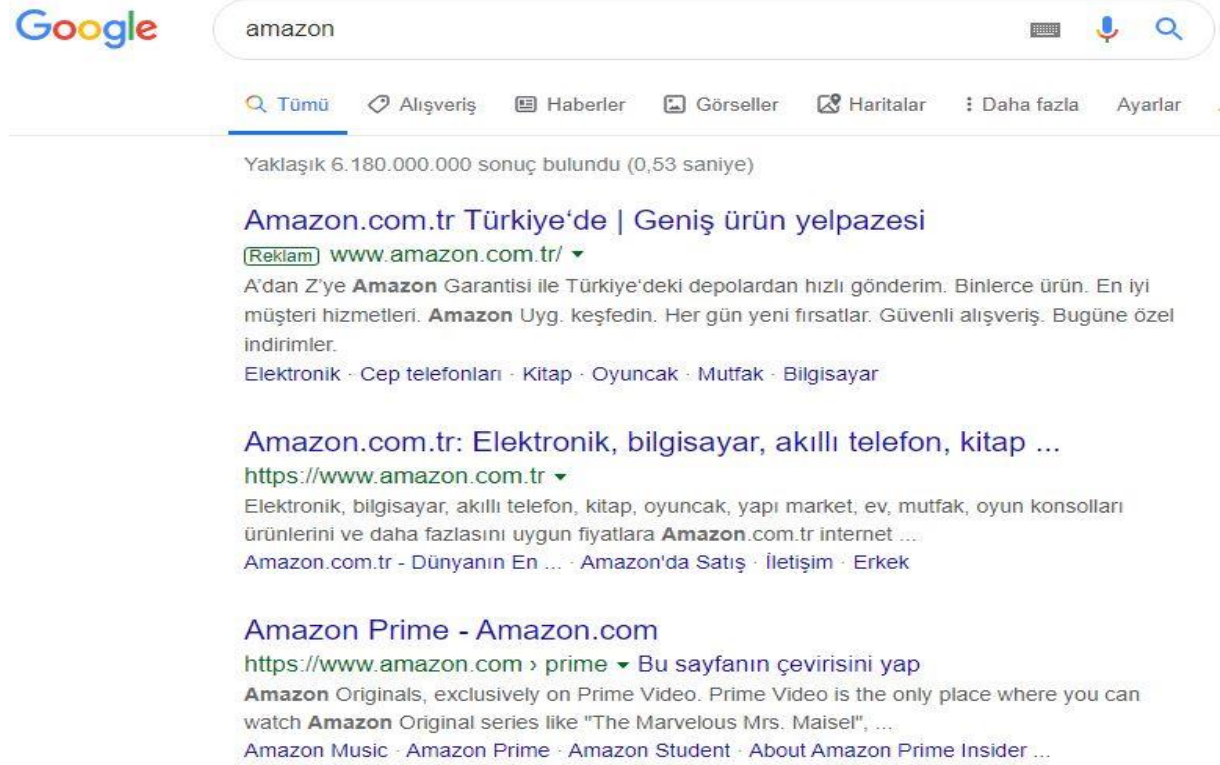 Google
amazon
Tümü Alışveriş Haberler Görseller Haritalar Daha fazla Ayarlar
Yaklaşık 6.180.000.000 sonuç bulundu (0,53 saniye)
Amazon.com.tr Türkiye‘de | Geniş ürün yelpazesi
Reklam www.amazon.com.tr/
A’dan Z’ye Amazon Garantisi ile Türkiye‘deki depolardan hızlı gönderim. Binlerce ürün. En iyi
müşteri hizmetleri. Amazon Uyg. keşfedin. Her gün yeni fırsatlar. Güvenli alışveriş. Bugüne özel
indirimler.
Elektronik · Cep telefonları · Kitap · Oyuncak · Mutfak · Bilgisayar
Amazon.com.tr: Elektronik, bilgisayar, akıllı telefon, kitap ...
https://www.amazon.com.tr
Elektronik, bilgisayar, akıllı telefon, kitap, oyuncak, yapı market, ev, mutfak, oyun konsolları
ürünlerini ve daha fazlasını uygun fiyatlara Amazon.com.tr internet ...
Amazon.com.tr - Dünyanın En ... · Amazon'da Satış · İletişim · Erkek
Amazon Prime - Amazon.com
https://www.amazon.com › prime Bu sayfanın çevirisini yap
Amazon Originals, exclusively on Prime Video. Prime Video is the only place where you can
watch Amazon Original series like "The Marvelous Mrs. Maisel", ...
Amazon Music · Amazon Prime · Amazon Student · About Amazon Prime Insider ...